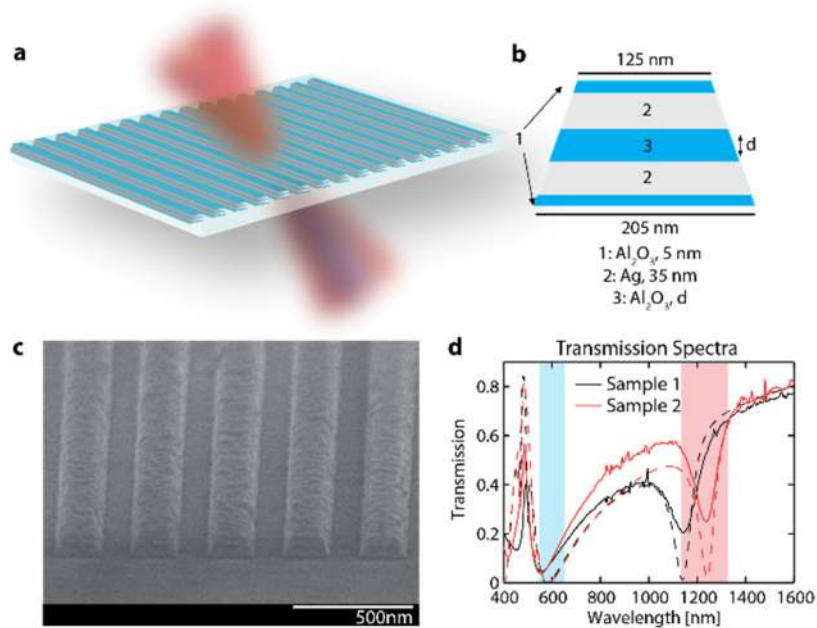 a
b
125 nm
2
3
d
1
2
205 nm
1: Al₂O₃, 5 nm
2: Ag, 35 nm
3: Al₂O₃, d
c
500nm
d
Transmission Spectra
Sample 1
Sample 2
Transmission
0.8
0.6
0.4
0.2
0
400 600 800 1000 1200 1400 1600
Wavelength [nm]